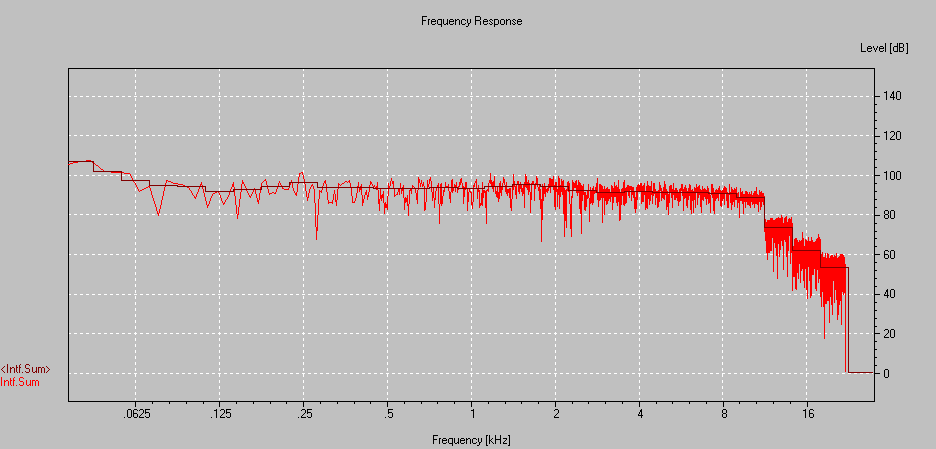 Frequency Response
Level [dB]
140
120
100
80
60
40
20
0
<Intf.Sum>
Intf.Sum
.0625 .125 .25 .5 1 2 4 8 16
Frequency [kHz]